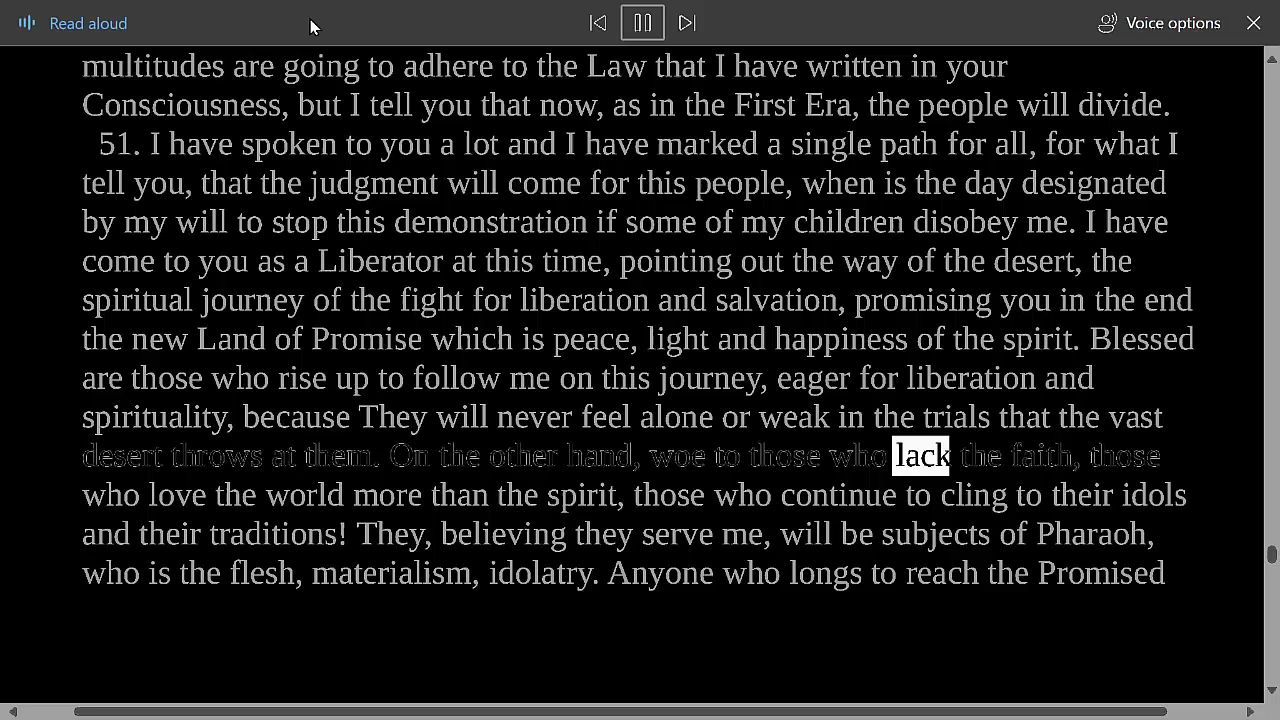 Read aloud
Voice options
multitudes are going to adhere to the Law that I have written in your
Consciousness, but I tell you that now, as in the First Era, the people will divide.
51. I have spoken to you a lot and I have marked a single path for all, for what I
tell you, that the judgment will come for this people, when is the day designated
by my will to stop this demonstration if some of my children disobey me. I have
come to you as a Liberator at this time, pointing out the way of the desert, the
spiritual journey of the fight for liberation and salvation, promising you in the end
the new Land of Promise which is peace, light and happiness of the spirit. Blessed
are those who rise up to follow me on this journey, eager for liberation and
spirituality, because They will never feel alone or weak in the trials that the vast
desert throws at them. On the other hand, woe to those who lack the faith, those
who love the world more than the spirit, those who continue to cling to their idols
and their traditions! They, believing they serve me, will be subjects of Pharaoh,
who is the flesh, materialism, idolatry. Anyone who longs to reach the Promised